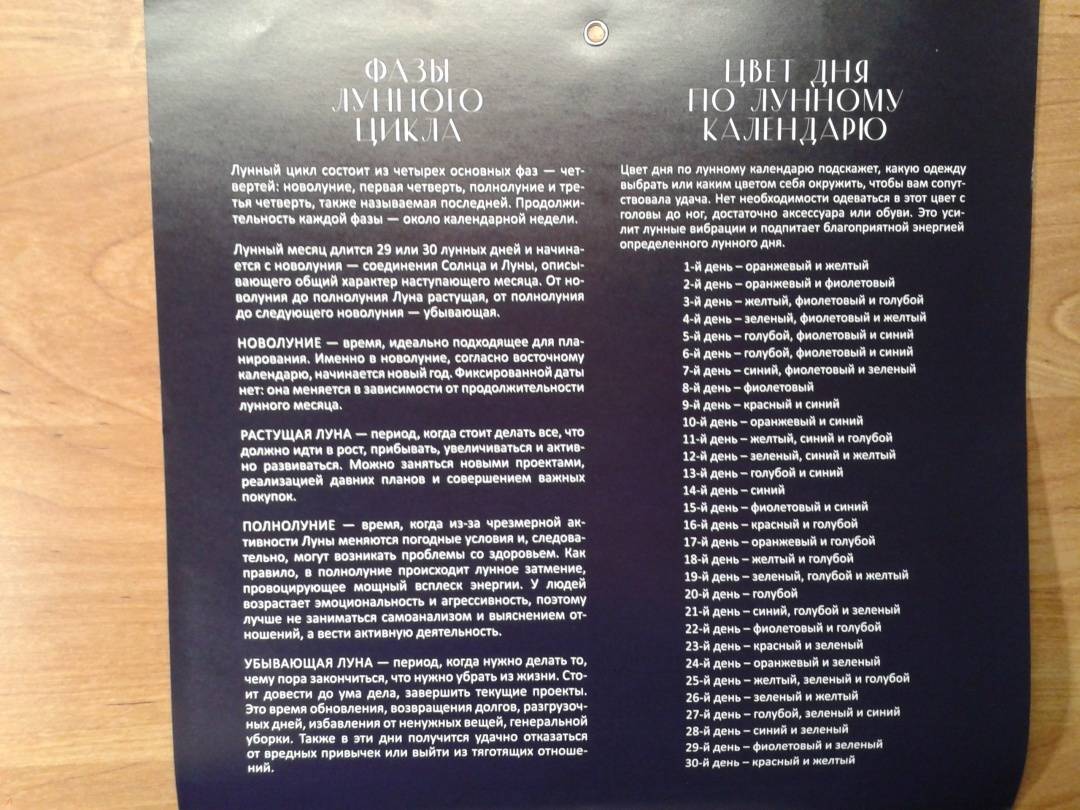 ФАЗЫ
ЛУННОГО
ЦИКЛА
Лунный цикл состоит из четырех основных фаз — чет-
вертей: новолуние, первая четверть, полнолуние и тре-
тья четверть, также называемая последней. Продолжи-
тельность каждой фазы — около календарной недели.
Лунный месяц длится 29 или 30 лунных дней и начина-
ется с новолуния — соединения Солнца и Луны, описы-
вающего общий характер наступающего месяца. От но-
волуния до полнолуния Луна растущая, от полнолуния
до следующего новолуния — убывающая.
НОВОЛУНИЕ — время, идеально подходящее для пла-
нирования. Именно в новолуние, согласно восточному
календарю, начинается новый год. Фиксированной даты
нет: она меняется в зависимости от продолжительности
лунного месяца.
РАСТУЩАЯ ЛУНА — период, когда стоит делать все, что
должно идти в рост, прибывать, увеличиваться и актив-
но развиваться. Можно заняться новыми проектами,
реализацией давних планов и совершением важных
покупок.
ПОЛНОЛУНИЕ — время, когда из-за чрезмерной ак-
тивности Луны меняются погодные условия и, следова-
тельно, могут возникать проблемы со здоровьем. Как
правило, в полнолуние происходит лунное затмение,
провоцирующее мощный всплеск энергии. У людей
возрастает эмоциональность и агрессивность, поэтому
лучше не заниматься самоанализом и выяснением от-
ношений, а вести активную деятельность.
УБЫВАЮЩАЯ ЛУНА — период, когда нужно делать то,
чему пора закончиться, что нужно убрать из жизни. Сто-
ит довести до ума дела, завершить текущие проекты.
Это время обновления, возвращения долгов, разгрузоч-
ных дней, избавления от ненужных вещей, генеральной
уборки. Также в эти дни получится удачно отказаться
от вредных привычек или выйти из тяготящих отноше-
ний.
ЦВЕТ ДНЯ
ПО ЛУННОМУ
КАЛЕНДАРЮ
Цвет дня по лунному календарю подскажет, какую одежду
выбрать или каким цветом себя окружить, чтобы вам сопут-
ствовала удача. Нет необходимости одеваться в этот цвет с
головы до ног, достаточно аксессуара или обуви. Это уси-
лит лунные вибрации и подпитает благоприятной энергией
определенного лунного дня.
1-й день – оранжевый и желтый
2-й день – оранжевый и фиолетовый
3-й день – желтый, фиолетовый и голубой
4-й день – зеленый, фиолетовый и желтый
5-й день – голубой, фиолетовый и синий
6-й день – голубой, фиолетовый и синий
7-й день – синий, фиолетовый и зеленый
8-й день – фиолетовый
9-й день – красный и синий
10-й день – оранжевый и синий
11-й день – желтый, синий и голубой
12-й день – зеленый, синий и желтый
13-й день – голубой и синий
14-й день – синий
15-й день – фиолетовый и синий
16-й день – красный и голубой
17-й день – оранжевый и голубой
18-й день – желтый и голубой
19-й день – зеленый, голубой и желтый
20-й день – голубой
21-й день – синий, голубой и зеленый
22-й день – фиолетовый и голубой
23-й день – красный и зеленый
24-й день – оранжевый и зеленый
25-й день – желтый, зеленый и голубой
26-й день – зеленый и желтый
27-й день – голубой, зеленый и синий
28-й день – синий и зеленый
29-й день – фиолетовый и зеленый
30-й день – красный и желтый